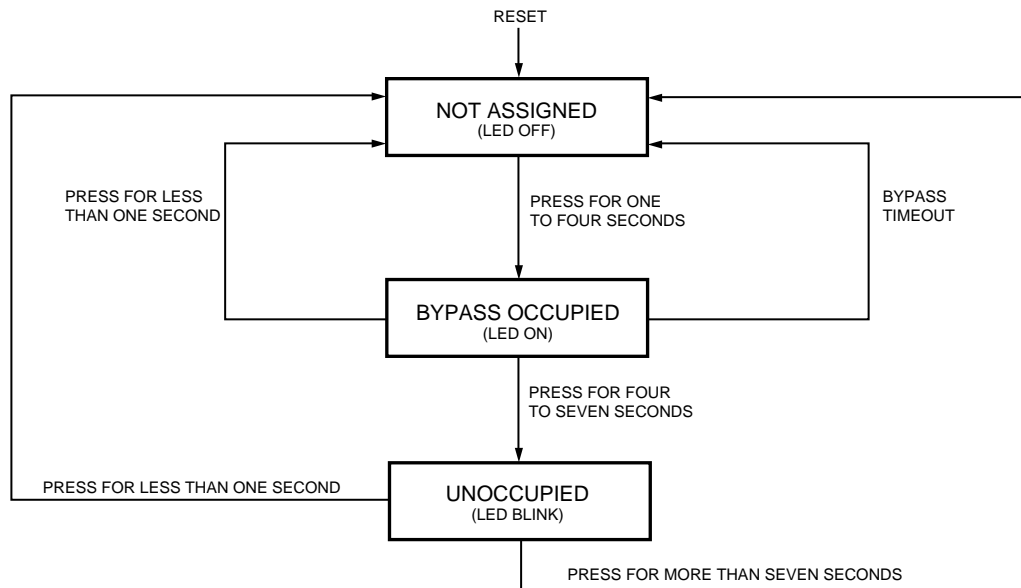 RESET
NOT ASSIGNED
(LED OFF)
PRESS FOR LESS
THAN ONE SECOND
PRESS FOR ONE
TO FOUR SECONDS
BYPASS
TIMEOUT
BYPASS OCCUPIED
(LED ON)
PRESS FOR FOUR
TO SEVEN SECONDS
PRESS FOR LESS THAN ONE SECOND
UNOCCUPIED
(LED BLINK)
PRESS FOR MORE THAN SEVEN SECONDS